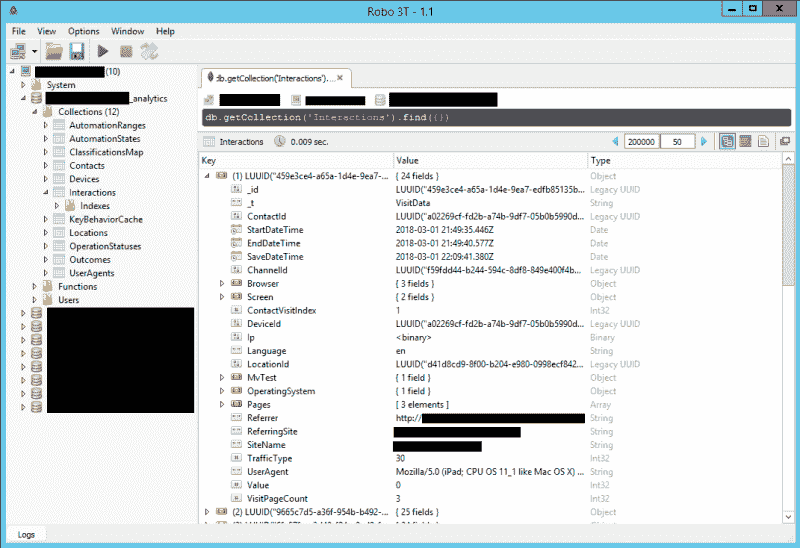 Robo 3T - 1.1
File View Options Window Help
(10)
System
_analytics
Collections (12)
AutomationRanges
AutomationStates
ClassificationsMap
Contacts
Devices
Interactions
Indexes
KeyBehaviorCache
Locations
OperationStatuses
Outcomes
UserAgents
Functions
Users
db.getCollection('Interactions')....
db.getCollection('Interactions').find({})
Interactions 0.009 sec. 200000 50
Key Value Type
(1) LUUID("459e3ce4-a65a-1d4e-9ea7-... { 24 fields } Object
_id LUUID("459e3ce4-a65a-1d4e-9ea7-edfb85135b... Legacy UUID
_t VisitData String
ContactId LUUID("a02269cf-fd2b-a74b-9df7-05b0b5990d... Legacy UUID
StartDateTime 2018-03-01 21:49:35.446Z Date
EndDateTime 2018-03-01 21:49:40.577Z Date
SaveDateTime 2018-03-01 22:09:41.380Z Date
ChannelId LUUID("f59fdd44-b244-594c-8df8-849e400f4b... Legacy UUID
Browser { 3 fields } Object
Screen { 2 fields } Object
ContactVisitIndex 1 Int32
DeviceId LUUID("a02269cf-fd2b-a74b-9df7-05b0b5990d... Legacy UUID
Ip <binary> Binary
Language en String
LocationId LUUID("d41d8cd9-8f00-b204-e980-0998ecf842... Legacy UUID
MvTest { 1 field } Object
OperatingSystem { 1 field } Object
Pages [ 3 elements ] Array
Referrer http:// String
ReferringSite String
SiteName String
TrafficType 30 Int32
UserAgent Mozilla/5.0 (iPad; CPU OS 11_1 like Mac OS X) ... String
Value 0 Int32
VisitPageCount 3 Int32
(2) LUUID("9665c7d5-a36f-954b-b492-... { 25 fields } Object
Logs